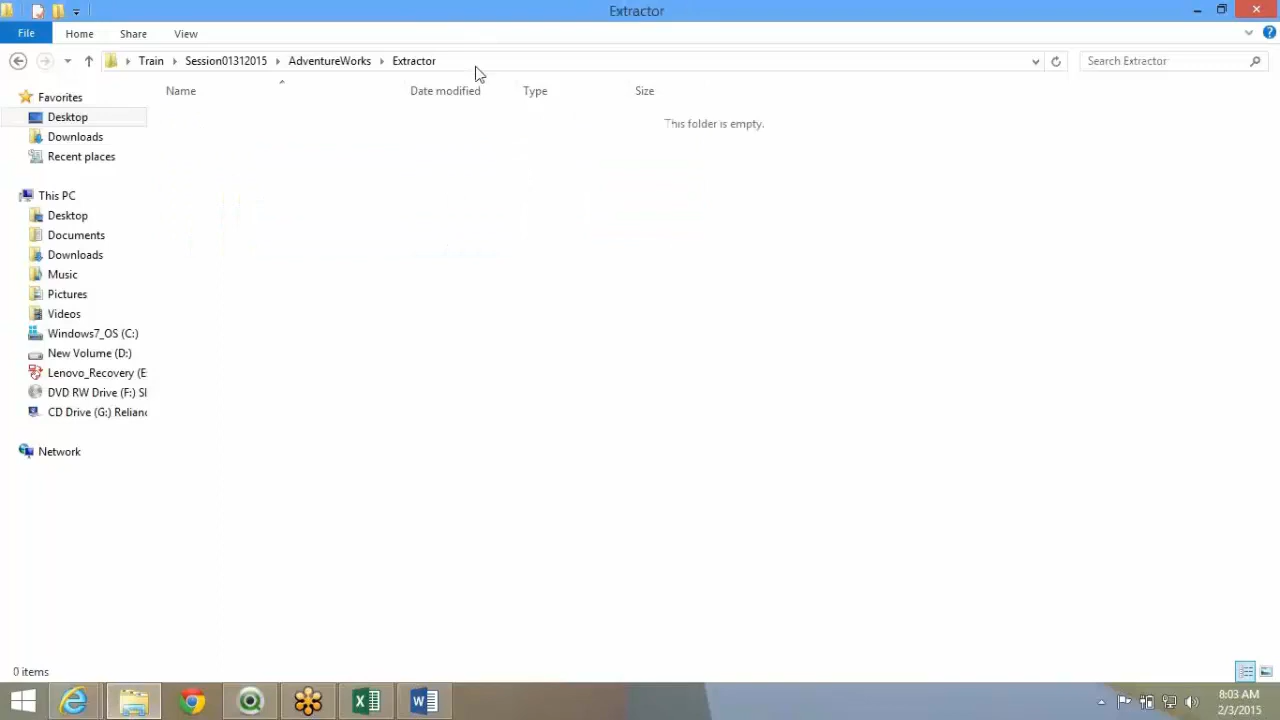 Extractor
File Home Share View
Train Session01312015 AdventureWorks Extractor
Search Extractor
Name Date modified Type Size
This folder is empty.
Favorites
Desktop
Downloads
Recent places
This PC
Desktop
Documents
Downloads
Music
Pictures
Videos
Windows7_OS (C:)
New Volume (D:)
Lenovo_Recovery (E
DVD RW Drive (F:) SI
CD Drive (G:) Relianc
Network
0 items
8:03 AM
2/3/2015